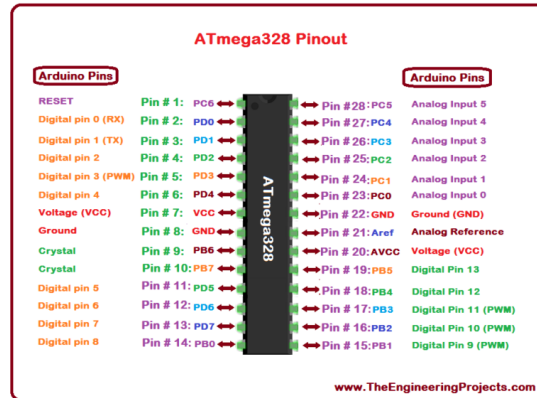 ATmega328 Pinout
Arduino Pins
Arduino Pins
RESET Pin # 1: PC6 Pin #28: PC5 Analog Input 5
Digital pin 0 (RX) Pin # 2: PD0 Pin #27: PC4 Analog Input 4
Digital pin 1 (TX) Pin # 3: PD1 Pin # 26: PC3 Analog Input 3
Digital pin 2 Pin # 4: PD2 Pin # 25: PC2 Analog Input 2
Digital pin 3 (PWM) Pin # 5: PD3 Pin # 24: PC1 Analog Input 1
Digital pin 4 Pin # 6: PD4 Pin # 23: PC0 Analog Input 0
Voltage (VCC) Pin # 7: VCC Pin # 22: GND Ground (GND)
Ground Pin # 8: GND Pin # 21: Aref Analog Reference
Crystal Pin # 9: PB6 Pin # 20: AVCC Voltage (VCC)
Crystal Pin # 10: PB7 Pin # 19: PB5 Digital Pin 13
Digital pin 5 Pin # 11: PD5 Pin # 18: PB4 Digital Pin 12
Digital pin 6 Pin # 12: PD6 Pin # 17: PB3 Digital Pin 11 (PWM)
Digital pin 7 Pin # 13: PD7 Pin # 16: PB2 Digital Pin 10 (PWM)
Digital pin 8 Pin # 14: PB0 Pin # 15: PB1 Digital Pin 9 (PWM)
ATmega328
www.TheEngineeringProjects.com